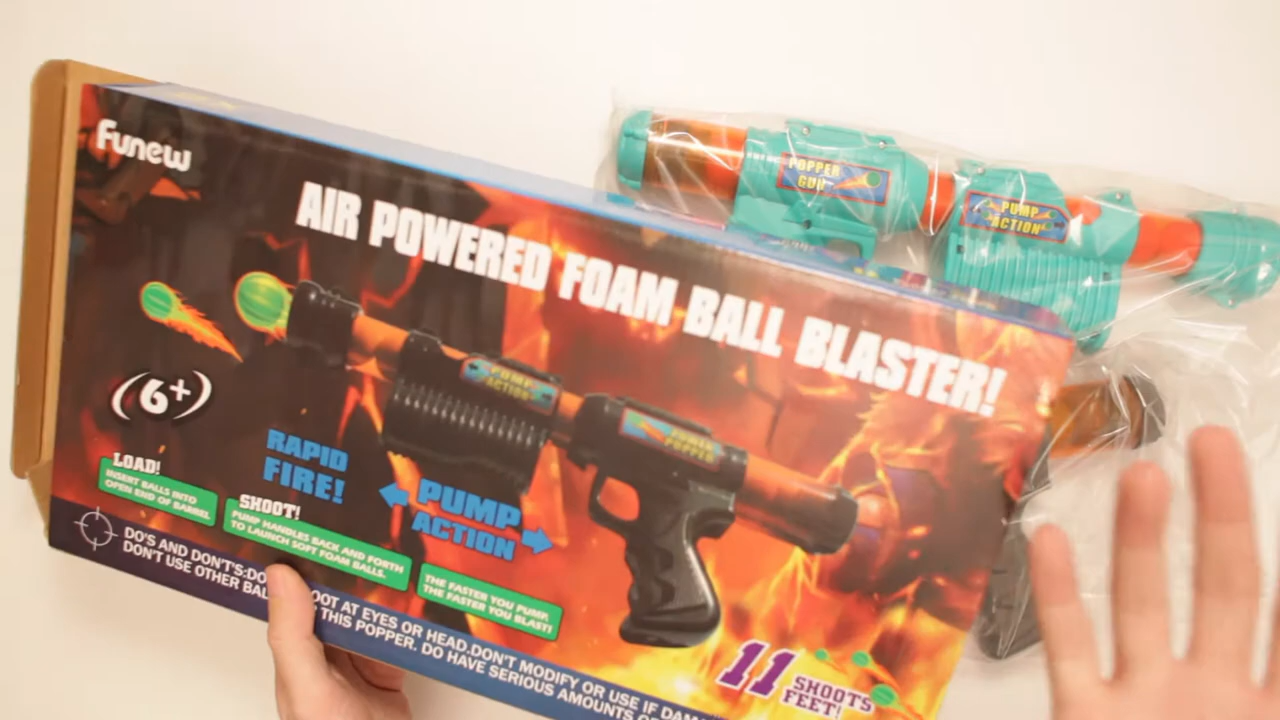 Funew
AIR POWERED FOAM BALL BLASTER!
POPPER
GUN
PUMP
ACTION
PUMP
ACTION
POWER
POPPER
(6+)
RAPID
FIRE!
PUMP
ACTION
LOAD!
INSERT BALLS INTO
OPEN END OF BARREL
SHOOT!
PUMP HANDLES BACK AND FORTH
TO LAUNCH SOFT FOAM BALLS.
THE FASTER YOU PUMP,
THE FASTER YOU BLAST!
DO'S AND DON'TS:DO OOT AT EYES OR HEAD.DON'T MODIFY OR USE IF DAM
DON'T USE OTHER BAL THIS POPPER. DO HAVE SERIOUS AMOUNTS O
11 SHOOTS
FEET!